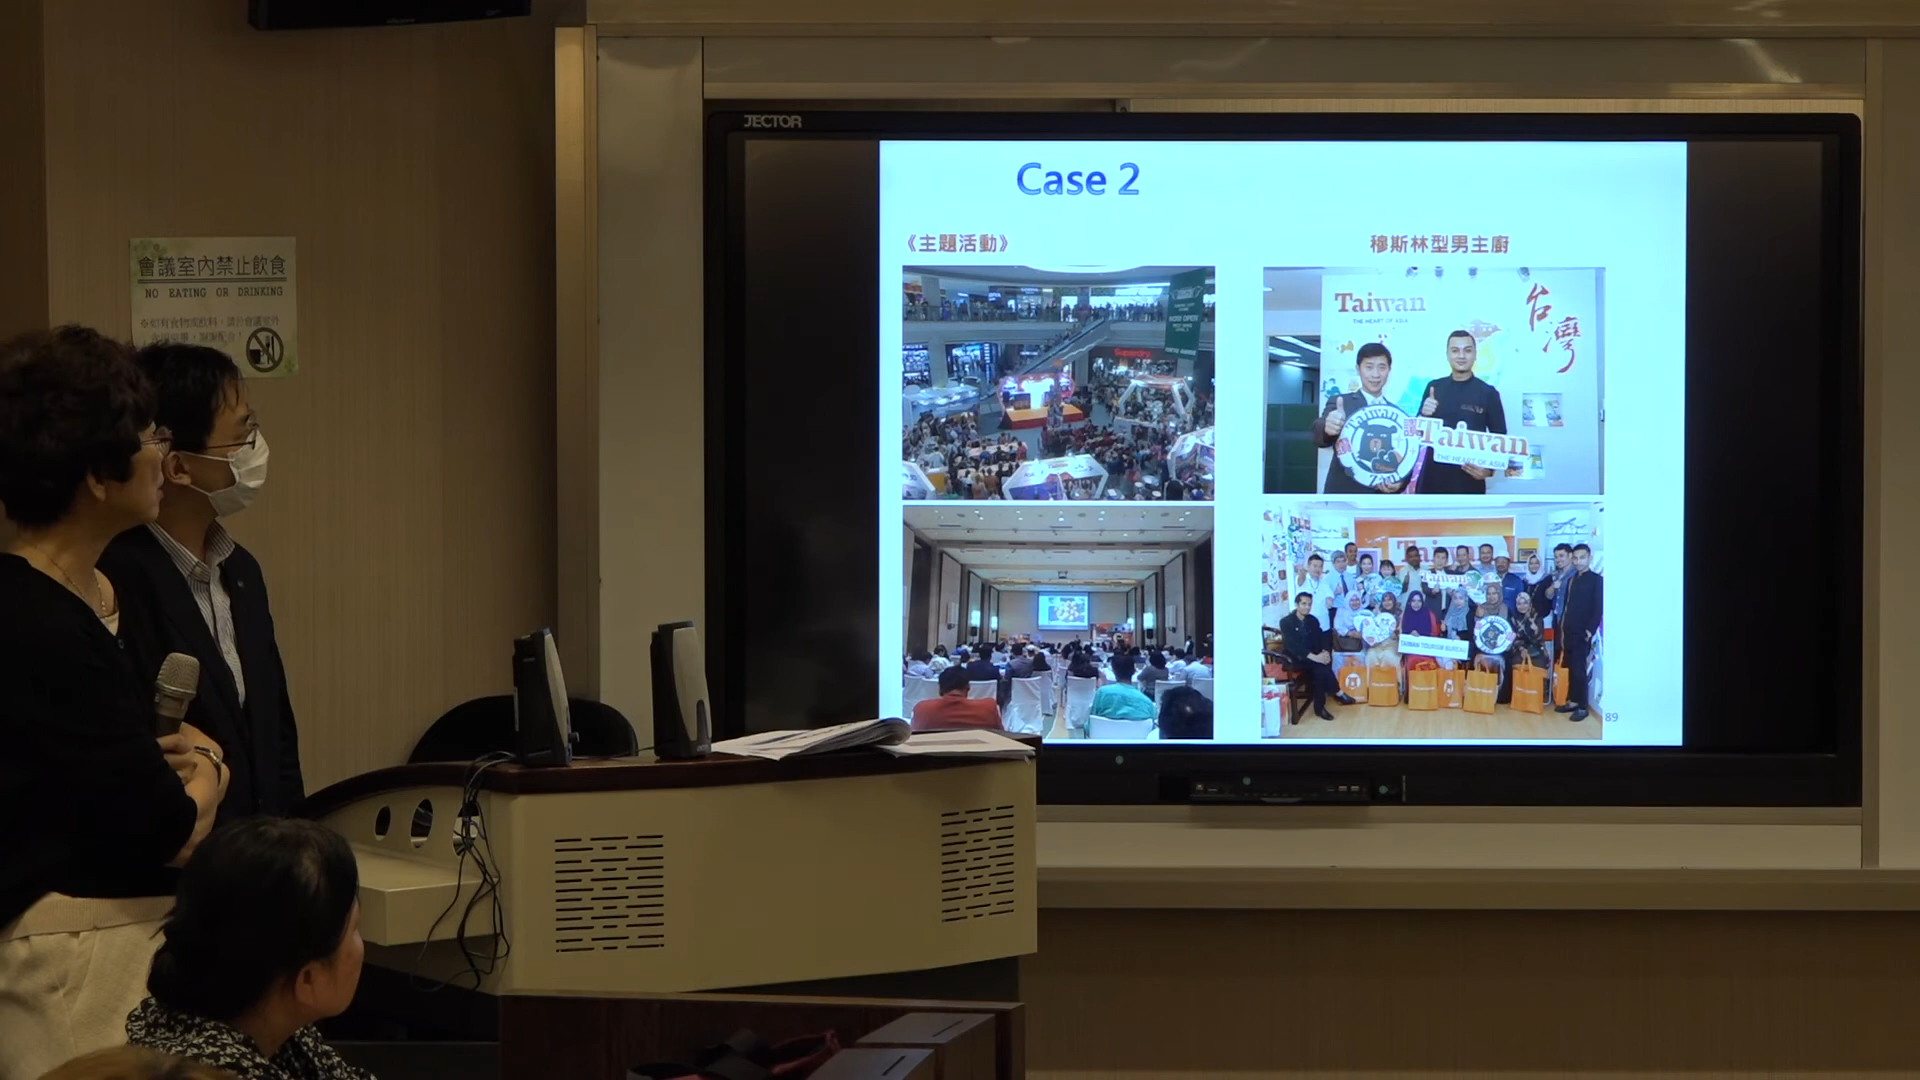 JECTOR
會議室內禁止飲食
NO EATING OR DRINKING
Case 2
《主題活動》
穆斯林型男主廚
Taiwan
THE HEART OF ASIA
台灣
Taiwan
THE HEART OF ASIA
Taiwan
Taiwan
TAIWAN TOURISM BUREAU
89